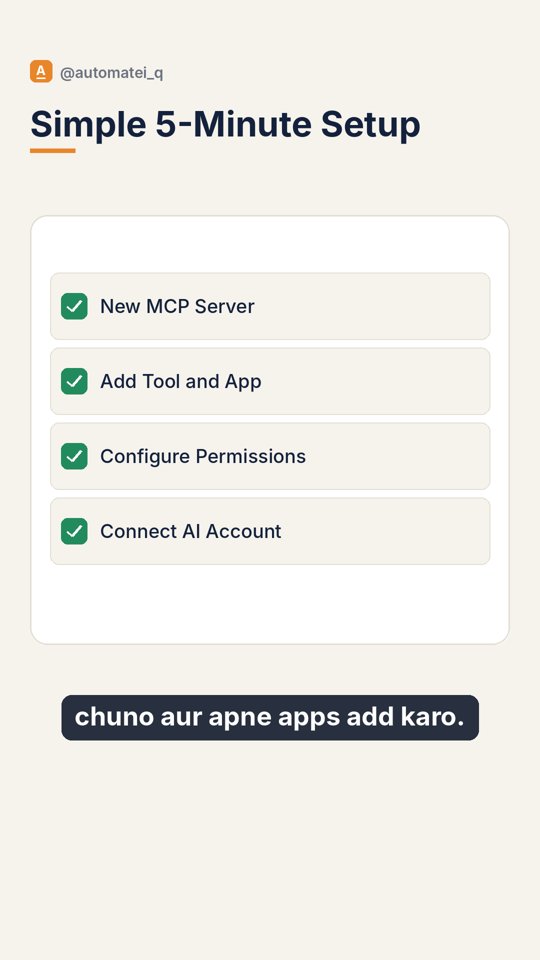 A
@automatei_q
Simple 5-Minute Setup
New MCP Server
Add Tool and App
Configure Permissions
Connect AI Account
chuno aur apne apps add karo.